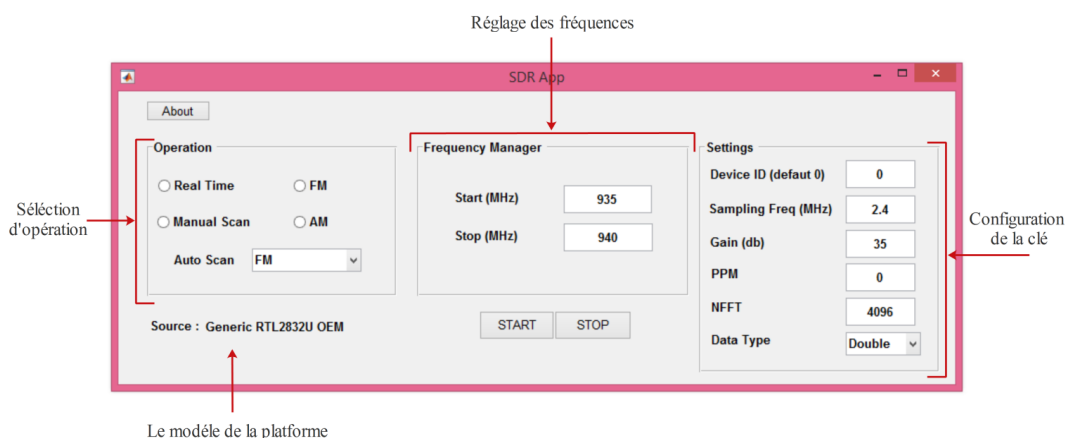 Réglage des fréquences
SDR App
About
Operation
Real Time
FM
Manual Scan
AM
Auto Scan
FM
Frequency Manager
Start (MHz)
935
Stop (MHz)
940
Settings
Device ID (defaut 0)
0
Sampling Freq (MHz)
2.4
Gain (db)
35
PPM
0
NFFT
4096
Data Type
Double
Séléction
d'opération
Configuration
de la clé
Source : Generic RTL2832U OEM
START
STOP
Le modéle de la platforme